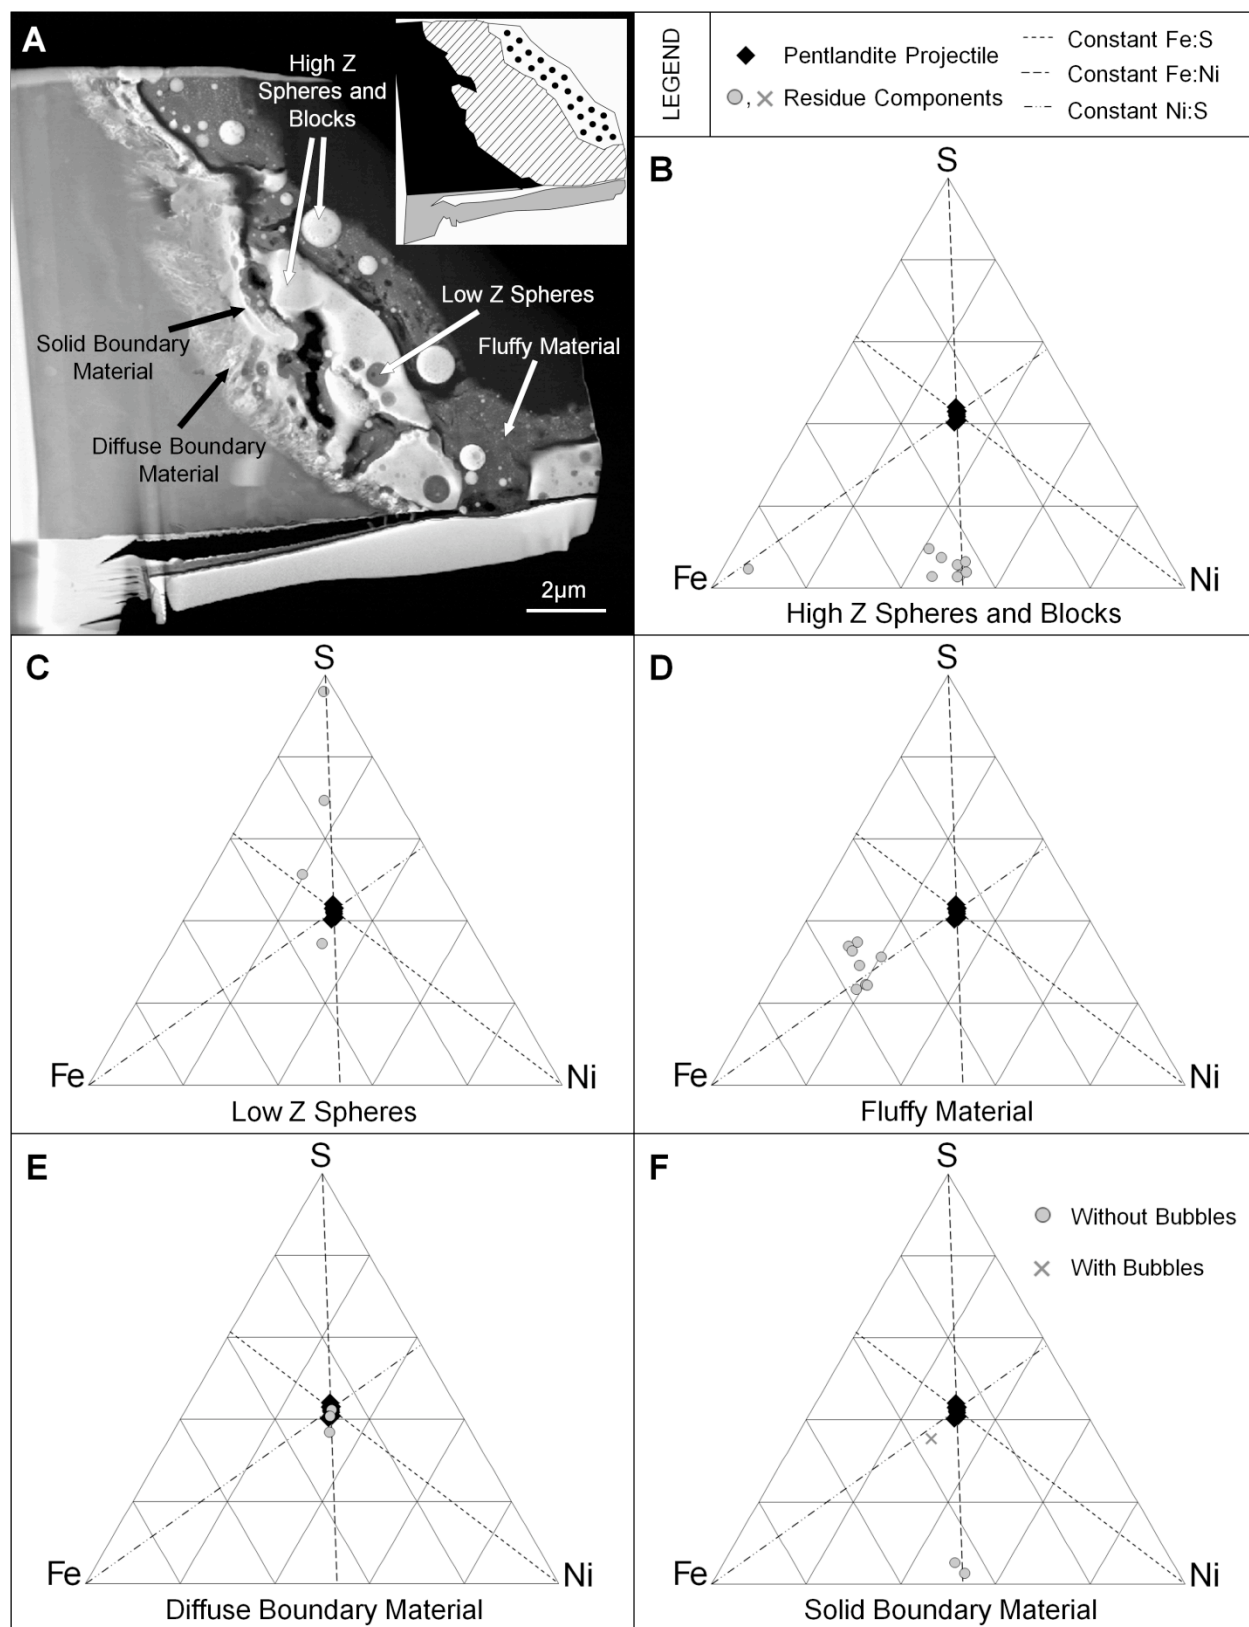 A
High Z
Spheres and
Blocks
Low Z Spheres
Fluffy Material
Solid Boundary
Material
Diffuse Boundary
Material
2µm
LEGEND
Pentlandite Projectile
, Residue Components
Constant Fe:S
Constant Fe:Ni
Constant Ni:S
B
S
Fe
Ni
High Z Spheres and Blocks
C
S
Fe
Ni
Low Z Spheres
D
S
Fe
Ni
Fluffy Material
E
S
Fe
Ni
Diffuse Boundary Material
F
S
Without Bubbles
With Bubbles
Fe
Ni
Solid Boundary Material